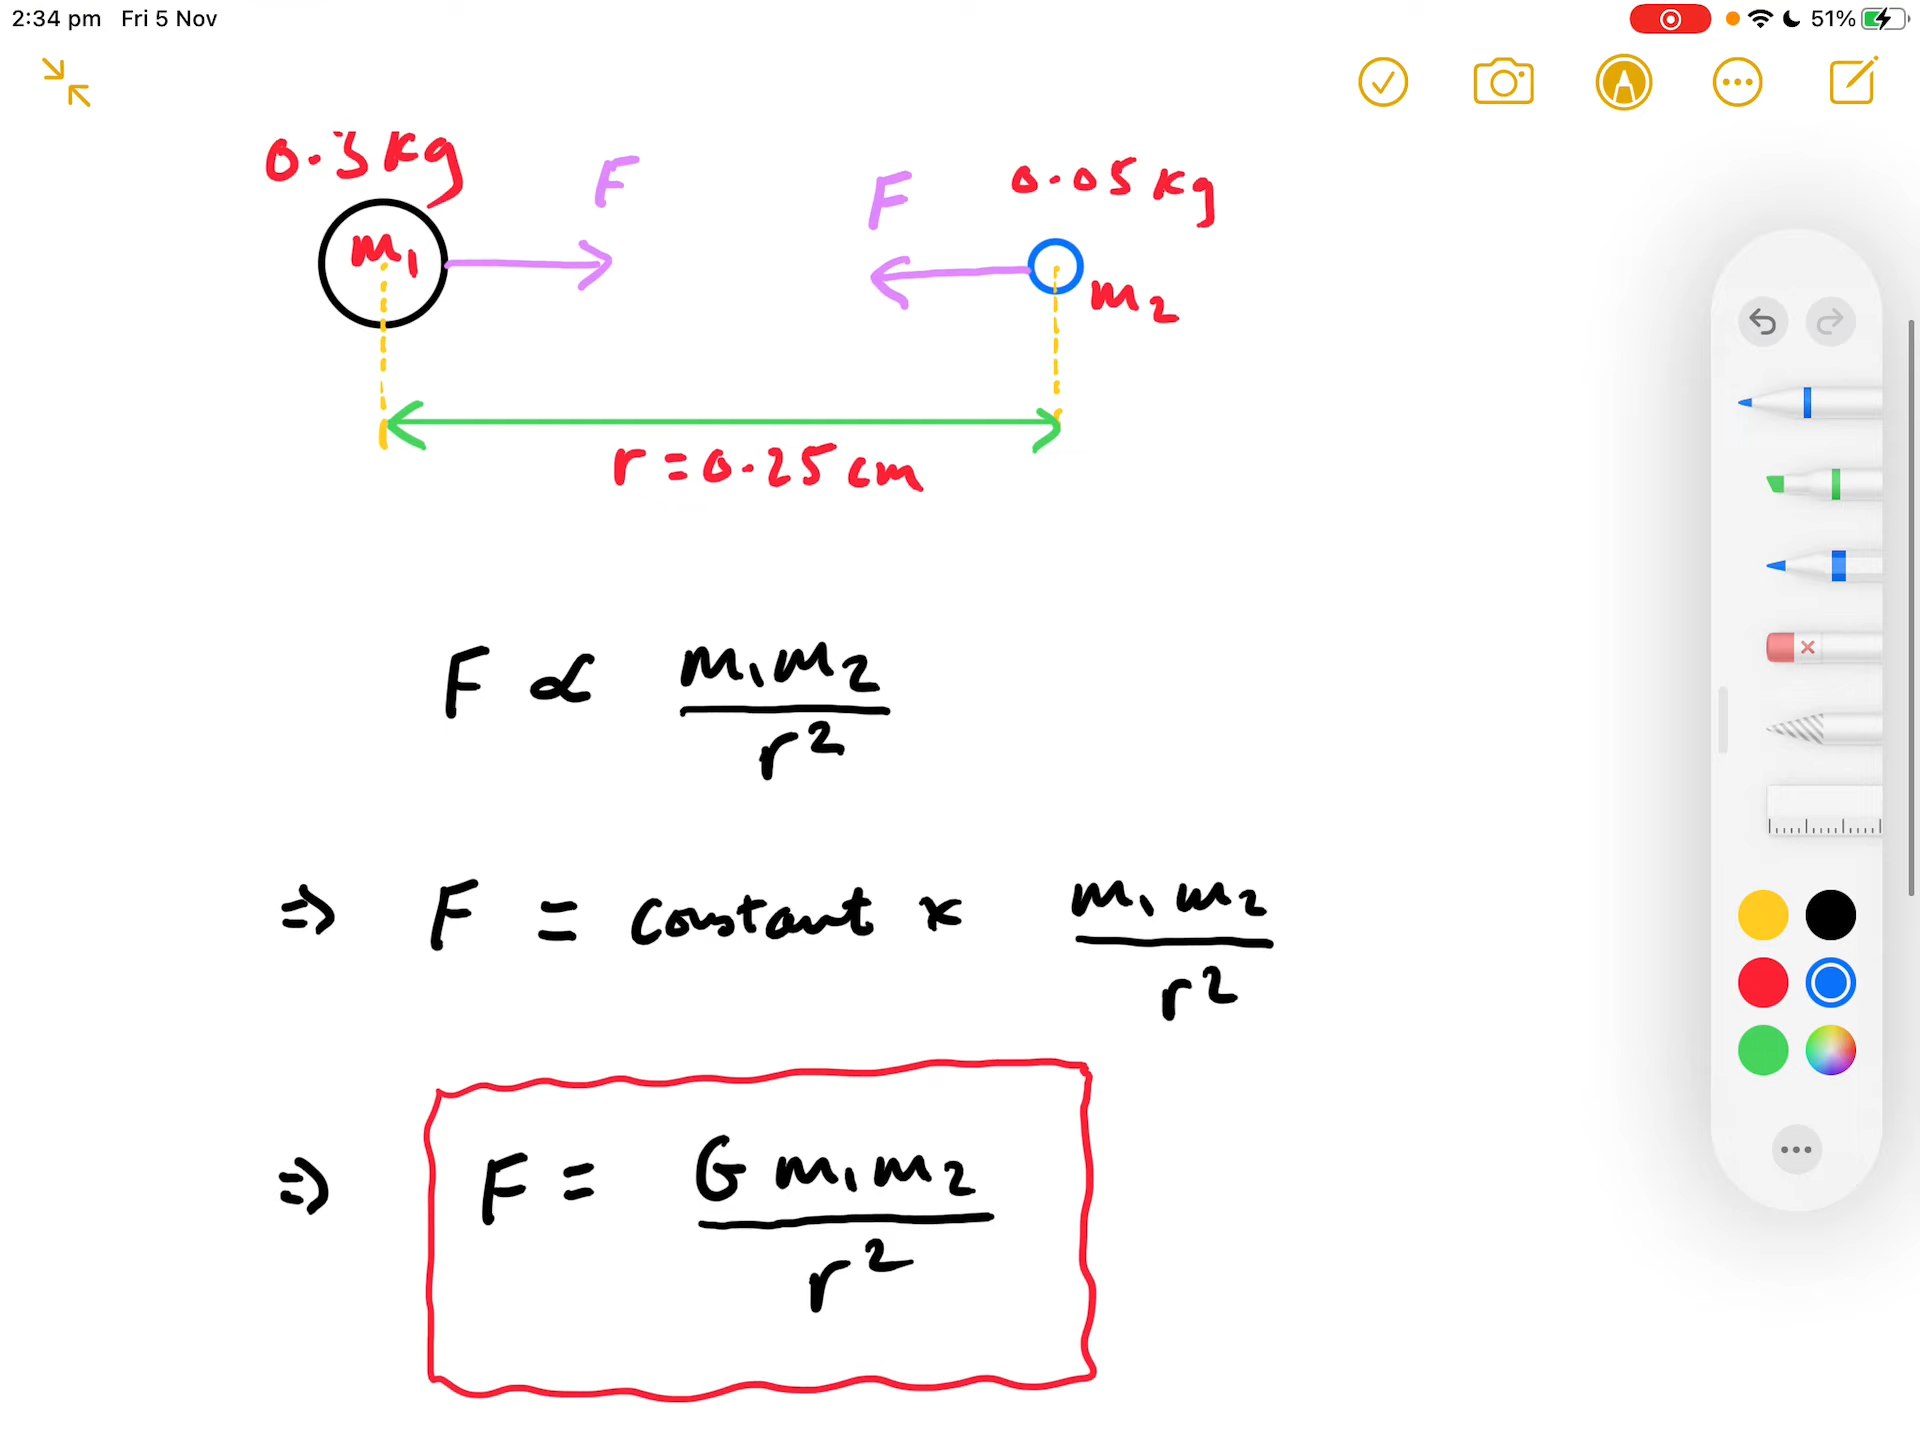 2:34 pm Fri 5 Nov 51%
0.3 kg
F
F
0.05 kg
m₁
m₂
r = 0.25 cm
F ∝ m₁m₂ / r²
⇒ F = constant × m₁m₂ / r²
⇒ F = G m₁m₂ / r²